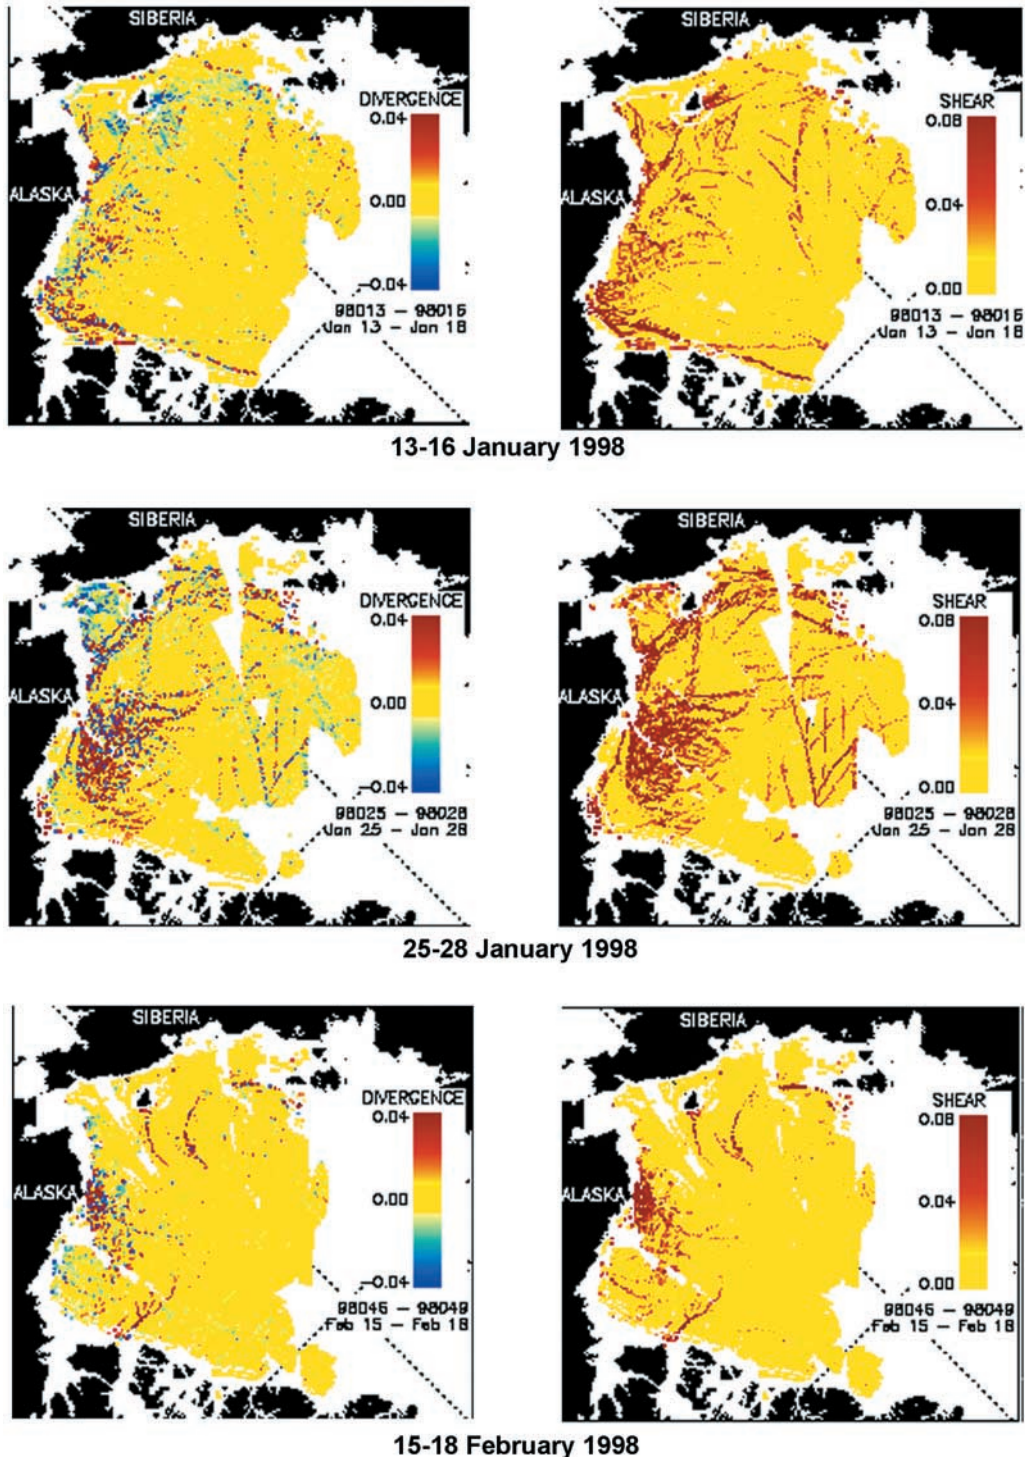 SIBERIA
SIBERIA
DIVERGENCE
SHEAR
0.04
0.08
ALASKA
0.00
ALASKA
0.04
-0.04
0.00
98013 - 98016
98013 - 98016
Jan 13 - Jan 16
Jan 13 - Jan 16
13-16 January 1998
SIBERIA
SIBERIA
DIVERGENCE
SHEAR
0.04
0.08
ALASKA
0.00
ALASKA
0.04
-0.04
0.00
98025 - 98028
98025 - 98028
Jan 25 - Jan 28
Jan 25 - Jan 28
25-28 January 1998
SIBERIA
SIBERIA
DIVERGENCE
SHEAR
0.04
0.08
ALASKA
0.00
ALASKA
0.04
-0.04
0.00
98046 - 98049
98046 - 98049
Feb 15 - Feb 18
Feb 15 - Feb 18
15-18 February 1998